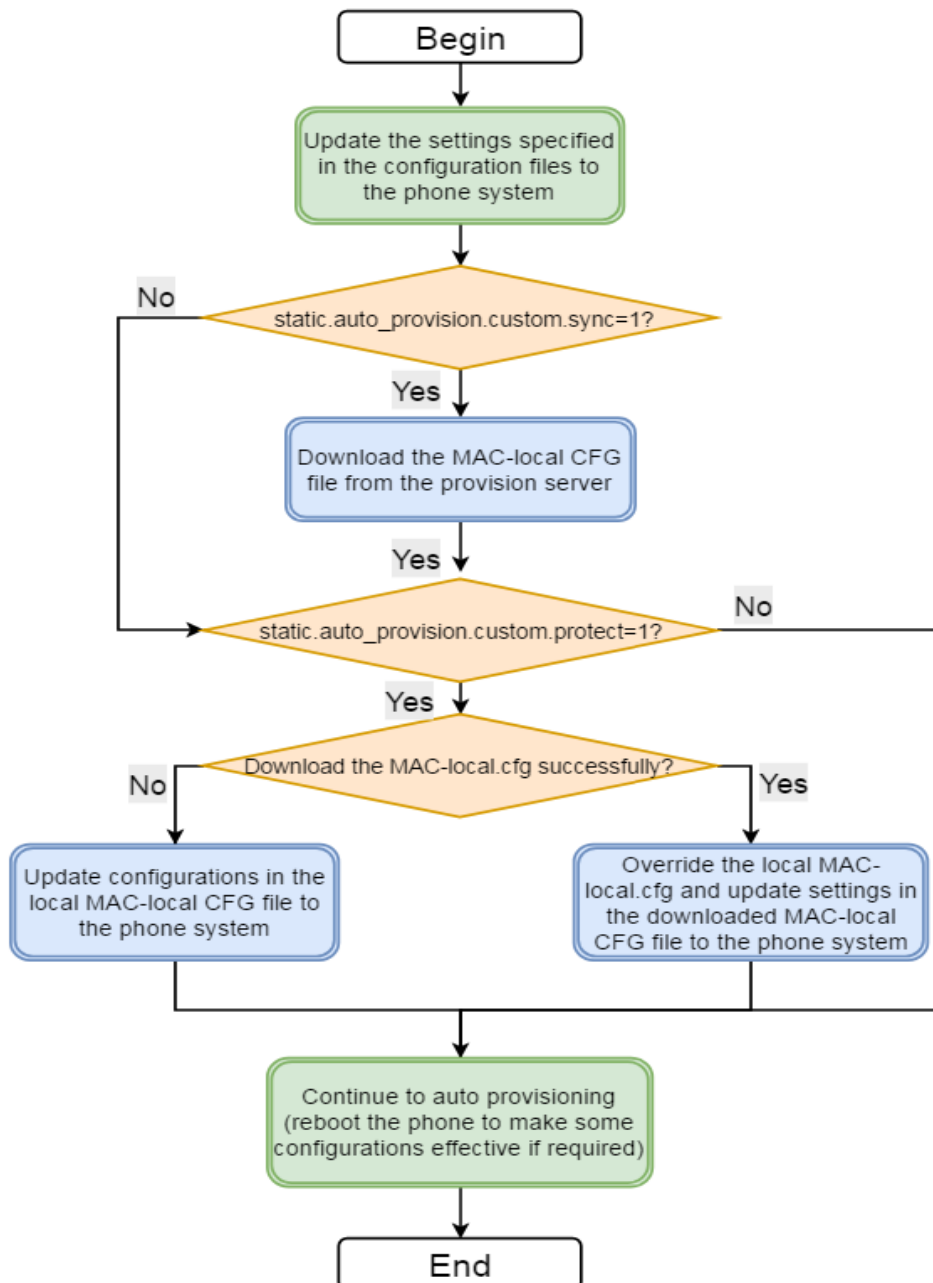 Begin
Update the settings specified
in the configuration files to
the phone system
No
static.auto_provision.custom.sync=1?
Yes
Download the MAC-local CFG
file from the provision server
Yes
No
static.auto_provision.custom.protect=1?
Yes
Download the MAC-local.cfg successfully?
No
Yes
Update configurations in the
local MAC-local CFG file to
the phone system
Override the local MAC-
local.cfg and update settings in
the downloaded MAC-local
CFG file to the phone system
Continue to auto provisioning
(reboot the phone to make some
configurations effective if required)
End